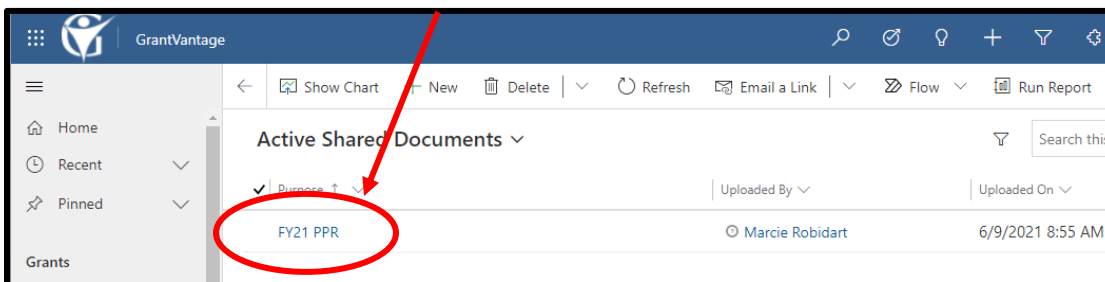 GrantVantage
Show Chart + New Delete Refresh Email a Link Flow Run Report
Home
Active Shared Documents
Search this
Recent
Purpose ↑ Uploaded By Uploaded On
Pinned
FY21 PPR Marcie Robidart 6/9/2021 8:55 AM
Grants